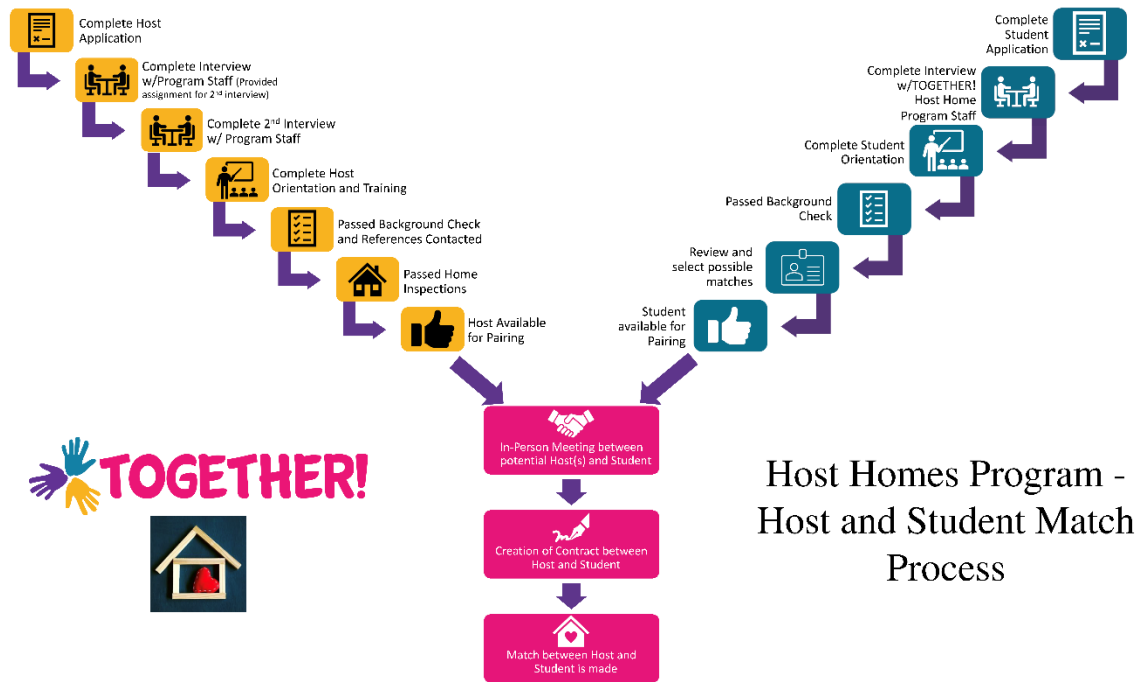 Complete Host
Application
Complete Interview
w/Program Staff (Provided
assignment for 2nd interview)
Complete 2nd Interview
w/ Program Staff
Complete Host
Orientation and Training
Passed Background Check
and References Contacted
Passed Home
Inspections
Host Available
for Pairing
Complete
Student
Application
Complete Interview
w/TOGETHER!
Host Home
Program Staff
Complete Student
Orientation
Passed Background
Check
Review and
select possible
matches
Student
available for
Pairing
In-Person Meeting between
potential Host(s) and Student
Creation of Contract between
Host and Student
Match between Host and
Student is made
TOGETHER!
Host Homes Program -
Host and Student Match
Process